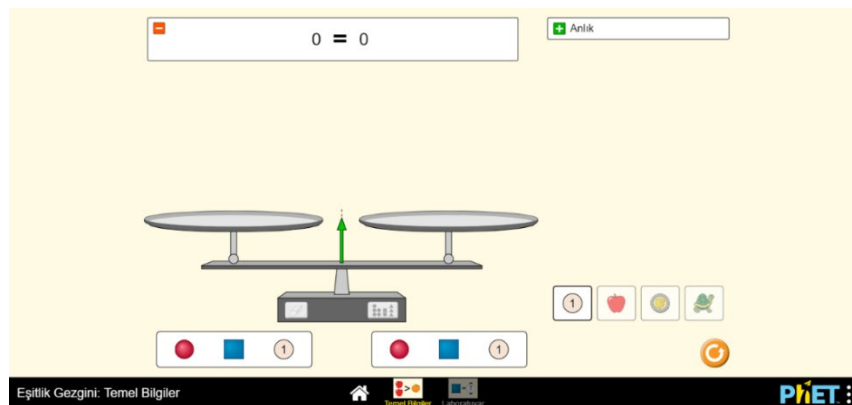 0 = 0
Anlık
1
1
1
Eşitlik Gezgini: Temel Bilgiler
Temel Bilgiler
Laboratuvar
PhET